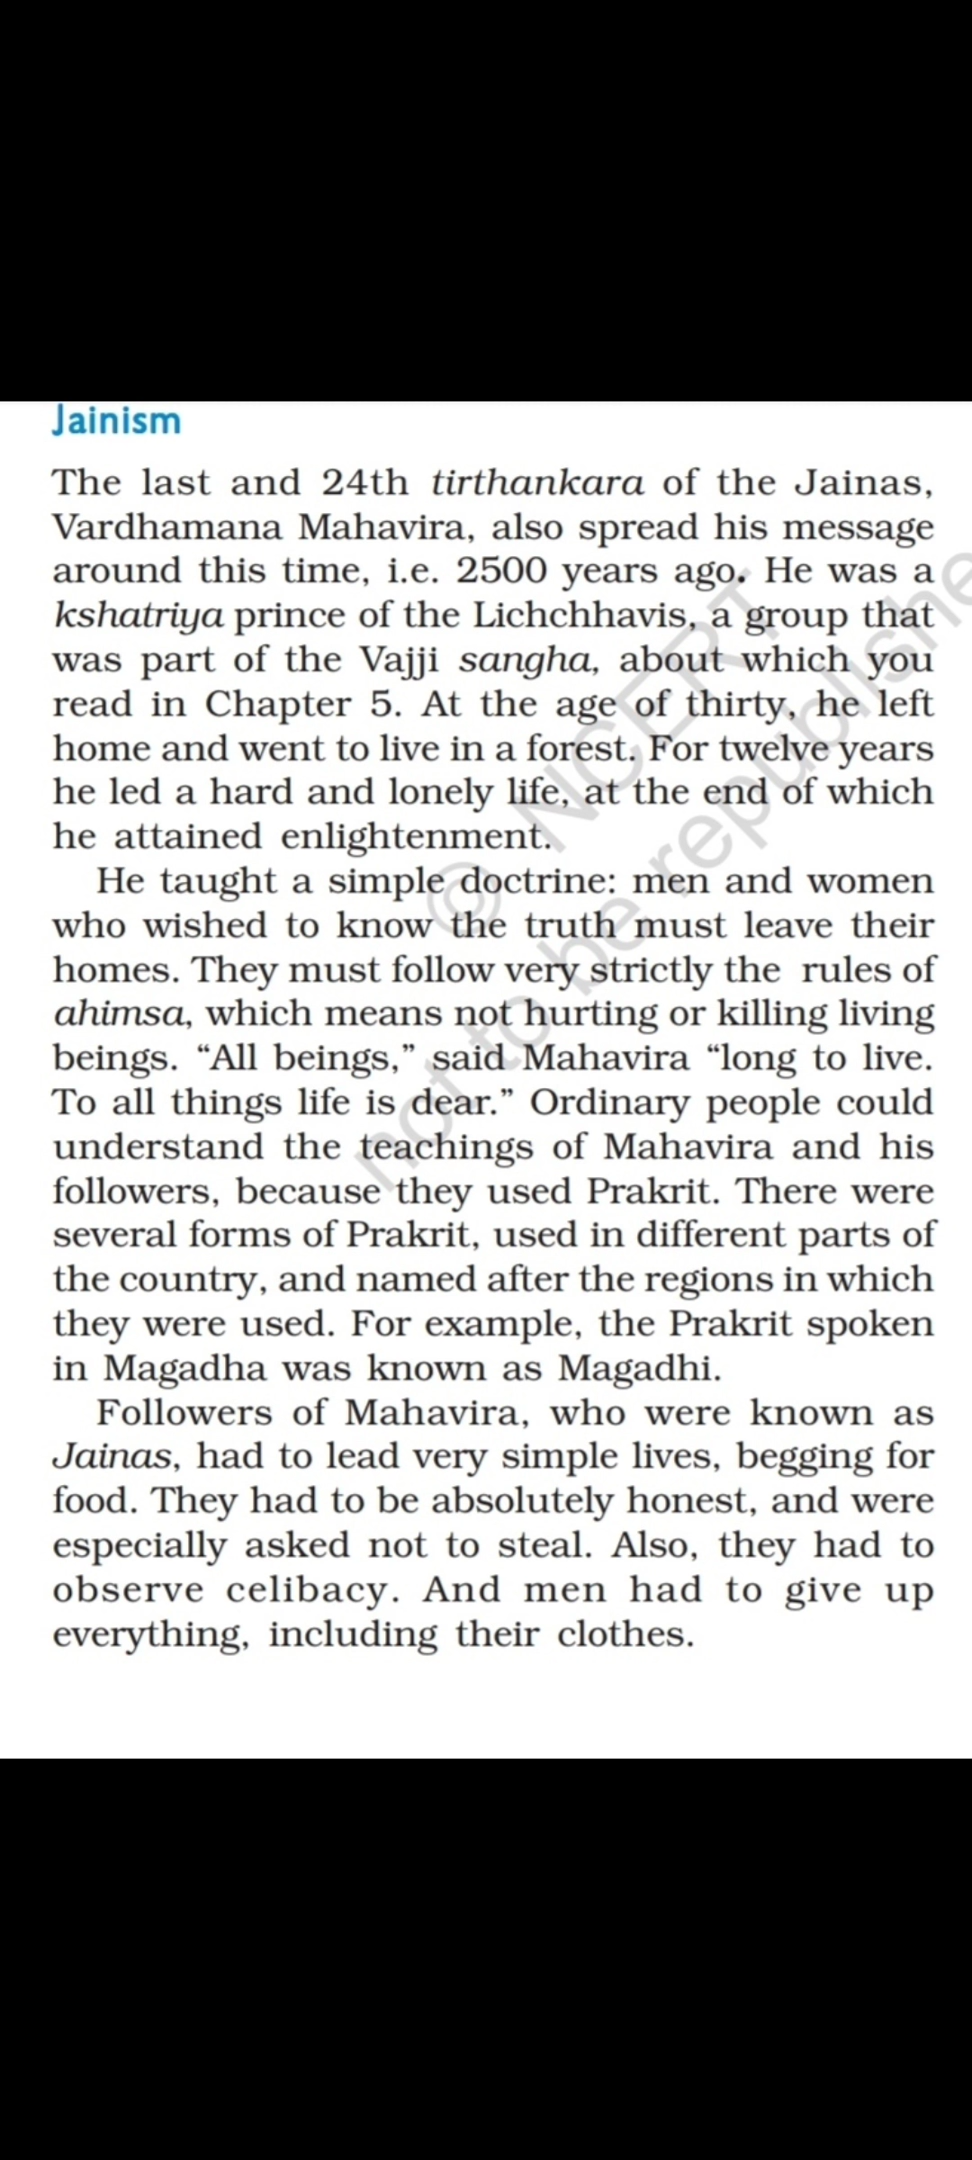 Jainism
The last and 24th tirthankara of the Jainas,
Vardhamana Mahavira, also spread his message
around this time, i.e. 2500 years ago. He was a
kshatriya prince of the Lichchhavis, a group that
was part of the Vajji sangha, about which you
read in Chapter 5. At the age of thirty, he left
home and went to live in a forest. For twelve years
he led a hard and lonely life, at the end of which
he attained enlightenment.
He taught a simple doctrine: men and women
who wished to know the truth must leave their
homes. They must follow very strictly the rules of
ahimsa, which means not hurting or killing living
beings. “All beings,” said Mahavira “long to live.
To all things life is dear.” Ordinary people could
understand the teachings of Mahavira and his
followers, because they used Prakrit. There were
several forms of Prakrit, used in different parts of
the country, and named after the regions in which
they were used. For example, the Prakrit spoken
in Magadha was known as Magadhi.
Followers of Mahavira, who were known as
Jainas, had to lead very simple lives, begging for
food. They had to be absolutely honest, and were
especially asked not to steal. Also, they had to
observe celibacy. And men had to give up
everything, including their clothes.
© NCERT
not to be republishe